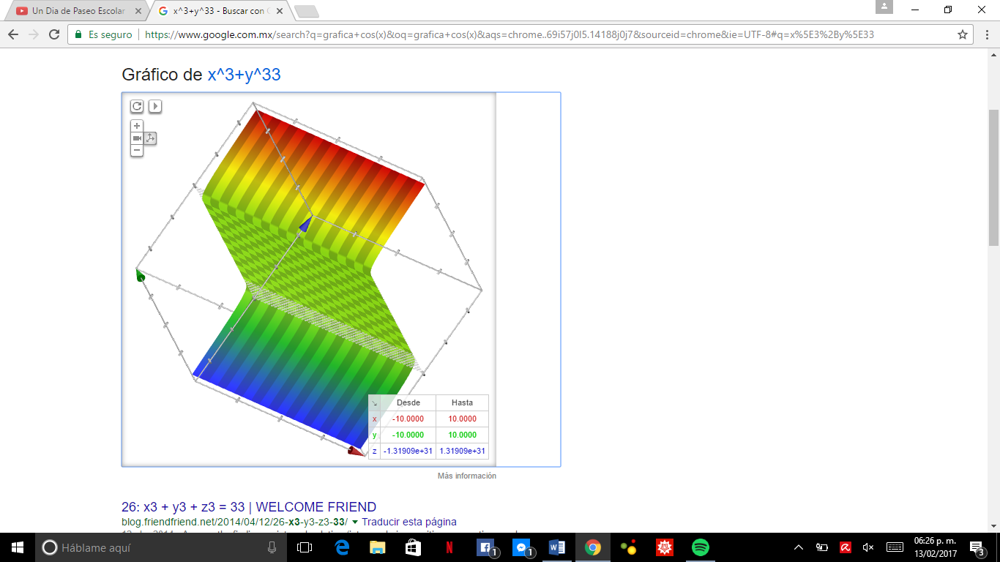 Un Dia de Paseo Escolar
x^3+y^33 - Buscar con
Es seguro
https://www.google.com.mx/search?q=grafica+cos(x)&oq=grafica+cos(x)&aqs=chrome..69i57j0l5.14188j0j7&sourceid=chrome&ie=UTF-8#q=x%5E3%2By%5E33
Gráfico de x^3+y^33
Desde Hasta
x -10.0000 10.0000
y -10.0000 10.0000
z -1.31909e+31 1.31909e+31
Más información
26: x3 + y3 + z3 = 33 | WELCOME FRIEND
blog.friendfriend.net/2014/04/12/26-x3-y3-z3-33/ Traducir esta página
Háblame aquí
1
1
06:26 p. m.
13/02/2017
3